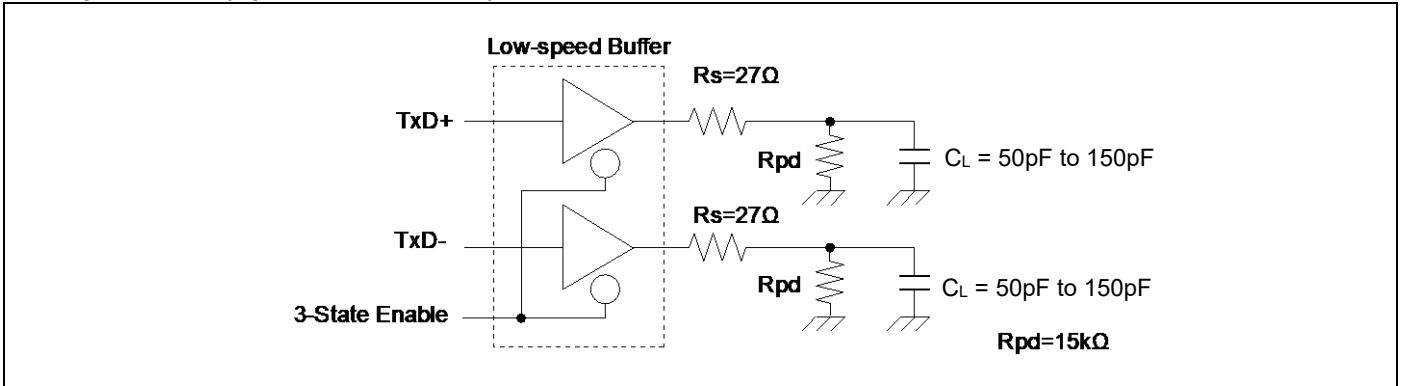 Low-speed Buffer
Rs=27Ω
TxD+
Rpd
CL = 50pF to 150pF
Rs=27Ω
TxD-
Rpd
CL = 50pF to 150pF
3-State Enable
Rpd=15kΩ